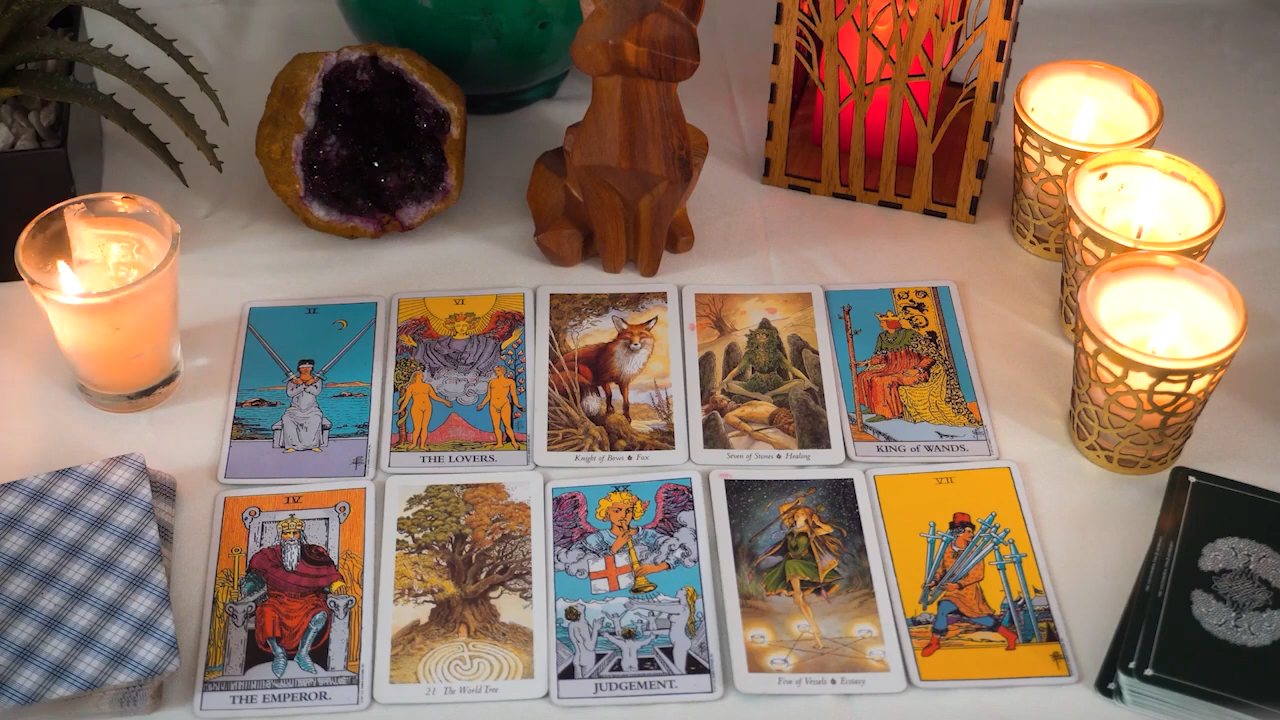 II
VI
THE LOVERS.
Knight of Bows Fox
Seven of Stones Healing
KING of WANDS.
IV
THE EMPEROR.
21 The World Tree
XX
JUDGEMENT.
Five of Vessels Ecstasy
VII